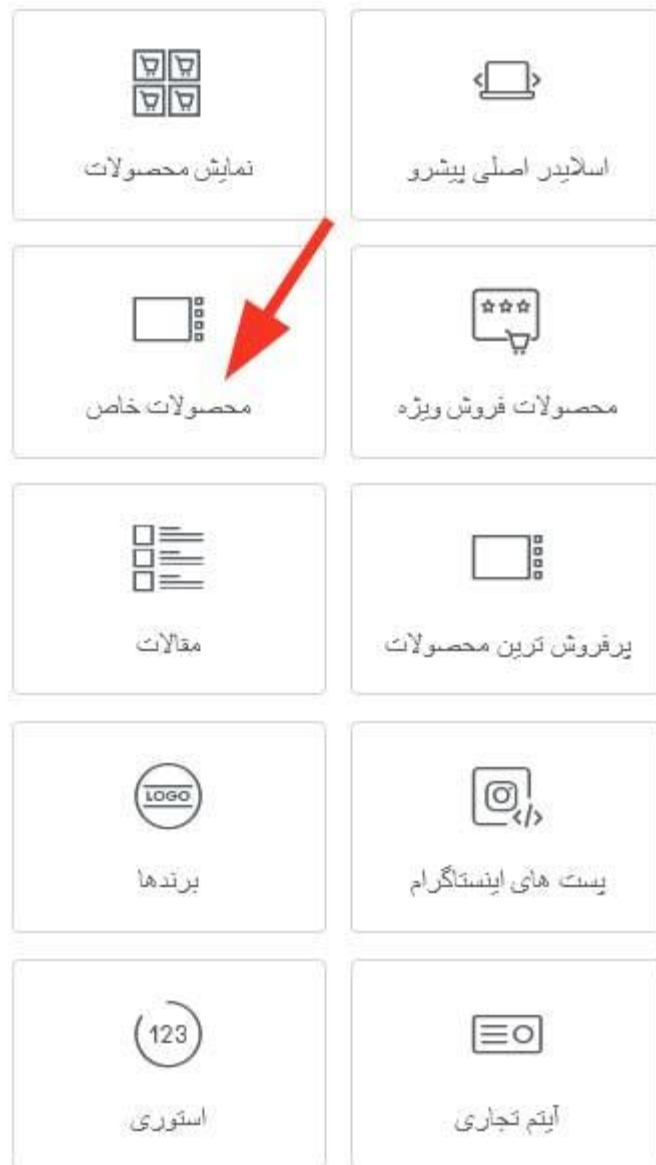 اسلایدر اصلی پیشرو
نمایش محصولات
محصولات فروش ویژه
محصولات خاص
پرفروش ترین محصولات
مقالات
پست های اینستاگرام
LOGO
برندها
آیتم تجاری
123
استوری